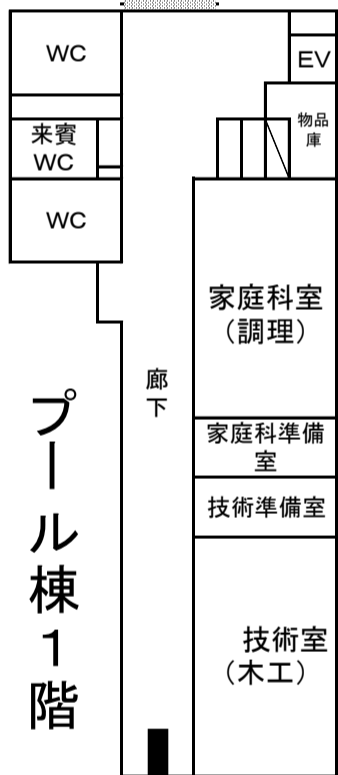 WC
EV
物品
庫
来賓
WC
WC
家庭科室
（調理）
廊下
家庭科準備
室
技術準備室
技術室
（木工）
プール棟１階